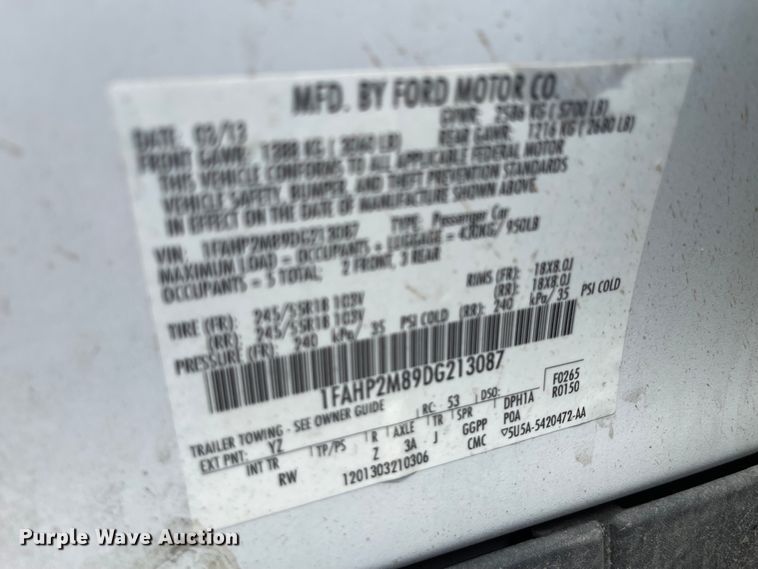 MFD. BY FORD MOTOR CO.
DATE: 03/13 GVWR: 2586 KG ( 5700 LB)
FRONT GAWR: 1388 KG ( 3060 LB) REAR GAWR: 1216 KG ( 2680 LB)
THIS VEHICLE CONFORMS TO ALL APPLICABLE FEDERAL MOTOR
VEHICLE SAFETY, BUMPER, AND THEFT PREVENTION STANDARDS
IN EFFECT ON THE DATE OF MANUFACTURE SHOWN ABOVE.
VIN: 1FAHP2M89DG213087 TYPE: Passenger Car
MAXIMUM LOAD = OCCUPANTS + LUGGAGE = 430KG/950LB
OCCUPANTS = 5 TOTAL: 2 FRONT, 3 REAR
TIRE (FR): 245/55R18 103V RIMS (FR): 18X8.0J
(RR): 245/55R18 103V (RR): 18X8.0J
PRESSURE (FR): 240 kPa/ 35 PSI COLD (RR): 240 kPa/ 35 PSI COLD
1FAHP2M89DG213087
TRAILER TOWING - SEE OWNER GUIDE
EXT PNT: YZ RC: 53 DSO: F0265
INT TR TP/PS R AXLE TR SPR DPH1A R0150
RW Z 3A J GGPP POA
1201303210306 CMC ▽5U5A-5420472-AA
Purple Wave Auction